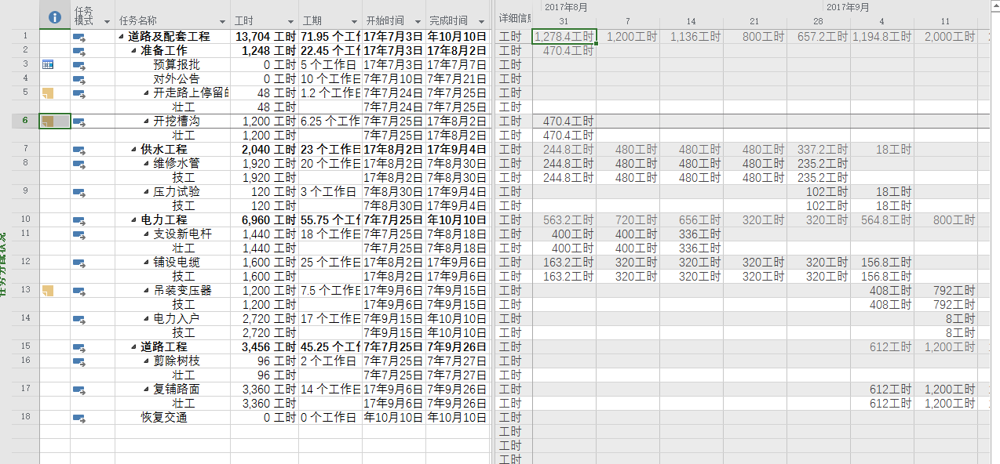 2017年8月 2017年9月
任务模式 任务名称 工时 工期 开始时间 完成时间 详细信息 31 7 14 21 28 4 11
1 道路及配套工程 13,704 工时 71.95 个工作 17年7月3日 年10月10日 工时 1,278.4工时 1,200工时 1,136工时 800工时 657.2工时 1,194.8工时 2,000工时
2 准备工作 1,248 工时 22.45 个工作 17年7月3日 17年8月2日 工时 470.4工时
3 预算报批 0 工时 5 个工作日 17年7月3日 17年7月7日 工时
4 对外公告 0 工时 10 个工作日 7年7月10日 7年7月21日 工时
5 开走路上停留的 48 工时 1.2 个工作日 7年7月24日 7年7月25日 工时
壮工 48 工时 7年7月24日 7年7月25日 工时
6 开挖槽沟 1,200 工时 6.25 个工作 7年7月25日 17年8月2日 工时 470.4工时
壮工 1,200 工时 7年7月25日 17年8月2日 工时 470.4工时
7 供水工程 2,040 工时 23 个工作日 17年8月2日 17年9月4日 工时 244.8工时 480工时 480工时 480工时 337.2工时 18工时
8 维修水管 1,920 工时 20 个工作日 17年8月2日 7年8月30日 工时 244.8工时 480工时 480工时 480工时 235.2工时
技工 1,920 工时 17年8月2日 7年8月30日 工时 244.8工时 480工时 480工时 480工时 235.2工时
9 压力试验 120 工时 3 个工作日 7年8月30日 17年9月4日 工时 102工时 18工时
技工 120 工时 7年8月30日 17年9月4日 工时 102工时 18工时
10 电力工程 6,960 工时 55.75 个工作 7年7月25日 年10月10日 工时 563.2工时 720工时 656工时 320工时 320工时 564.8工时 800工时
11 支设新电杆 1,440 工时 18 个工作日 7年7月25日 7年8月18日 工时 400工时 400工时 336工时
壮工 1,440 工时 7年7月25日 7年8月18日 工时 400工时 400工时 336工时
12 铺设电缆 1,600 工时 25 个工作日 17年8月2日 17年9月6日 工时 163.2工时 320工时 320工时 320工时 320工时 156.8工时
技工 1,600 工时 17年8月2日 17年9月6日 工时 163.2工时 320工时 320工时 320工时 320工时 156.8工时
13 吊装变压器 1,200 工时 7.5 个工作日 17年9月6日 7年9月15日 工时 408工时 792工时
技工 1,200 工时 17年9月6日 7年9月15日 工时 408工时 792工时
14 电力入户 2,720 工时 17 个工作日 7年9月15日 年10月10日 工时 8工时
技工 2,720 工时 7年9月15日 年10月10日 工时 8工时
15 道路工程 3,456 工时 45.25 个工作 7年7月25日 7年9月26日 工时 612工时 1,200工时
16 剪除树枝 96 工时 2 个工作日 7年7月25日 7年7月27日 工时
壮工 96 工时 7年7月25日 7年7月27日 工时
17 复铺路面 3,360 工时 14 个工作日 17年9月6日 7年9月26日 工时 612工时 1,200工时
壮工 3,360 工时 17年9月6日 7年9月26日 工时 612工时 1,200工时
18 恢复交通 0 工时 0 个工作日 年10月10日 年10月10日 工时
工时
工时
工时